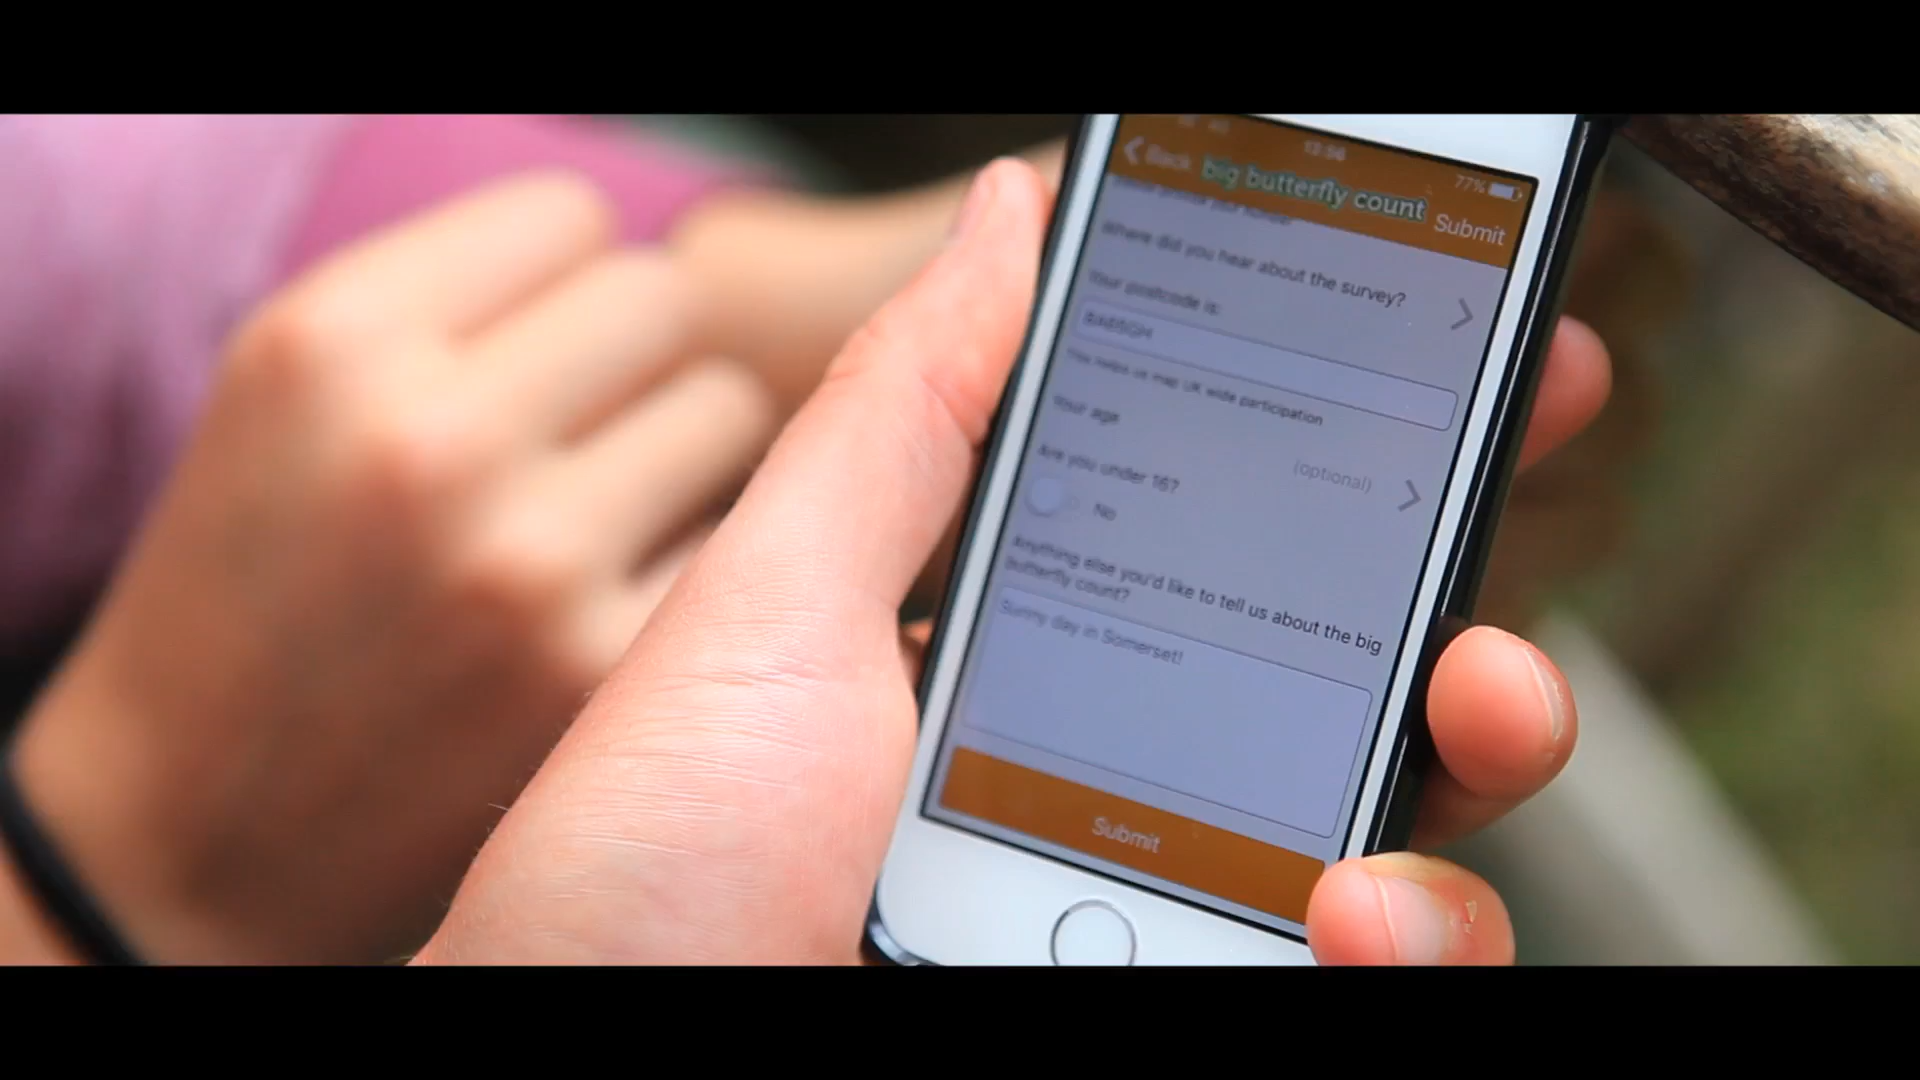 13:56
77%
Back big butterfly count Submit
Where did you hear about the survey?
Your postcode is:
This helps us map UK wide participation
Your age
(optional)
Are you under 16?
No
Anything else you'd like to tell us about the big
butterfly count?
Sunny day in Somerset!
Submit